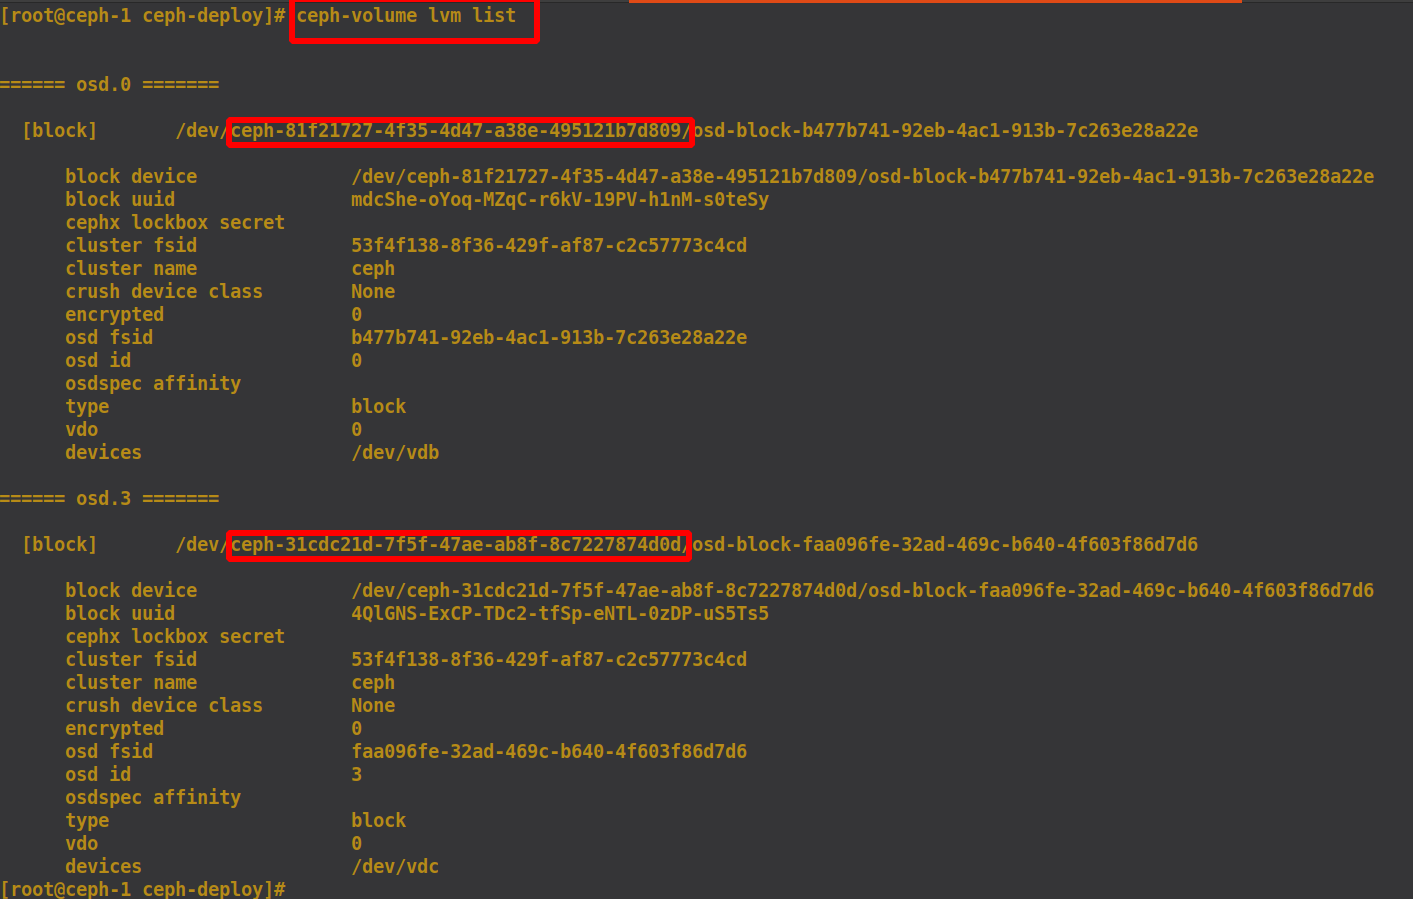 [root@ceph-1 ceph-deploy]# ceph-volume lvm list
====== osd.0 =======
[block] /dev/ceph-81f21727-4f35-4d47-a38e-495121b7d809/osd-block-b477b741-92eb-4ac1-913b-7c263e28a22e
block device /dev/ceph-81f21727-4f35-4d47-a38e-495121b7d809/osd-block-b477b741-92eb-4ac1-913b-7c263e28a22e
block uuid mdcShe-oYoq-MZqC-r6kV-19PV-h1nM-s0teSy
cephx lockbox secret
cluster fsid 53f4f138-8f36-429f-af87-c2c57773c4cd
cluster name ceph
crush device class None
encrypted 0
osd fsid b477b741-92eb-4ac1-913b-7c263e28a22e
osd id 0
osdspec affinity
type block
vdo 0
devices /dev/vdb
====== osd.3 =======
[block] /dev/ceph-31cdc21d-7f5f-47ae-ab8f-8c7227874d0d/osd-block-faa096fe-32ad-469c-b640-4f603f86d7d6
block device /dev/ceph-31cdc21d-7f5f-47ae-ab8f-8c7227874d0d/osd-block-faa096fe-32ad-469c-b640-4f603f86d7d6
block uuid 4QlGNS-ExCP-TDc2-tfSp-eNTL-0zDP-uS5Ts5
cephx lockbox secret
cluster fsid 53f4f138-8f36-429f-af87-c2c57773c4cd
cluster name ceph
crush device class None
encrypted 0
osd fsid faa096fe-32ad-469c-b640-4f603f86d7d6
osd id 3
osdspec affinity
type block
vdo 0
devices /dev/vdc
[root@ceph-1 ceph-deploy]#